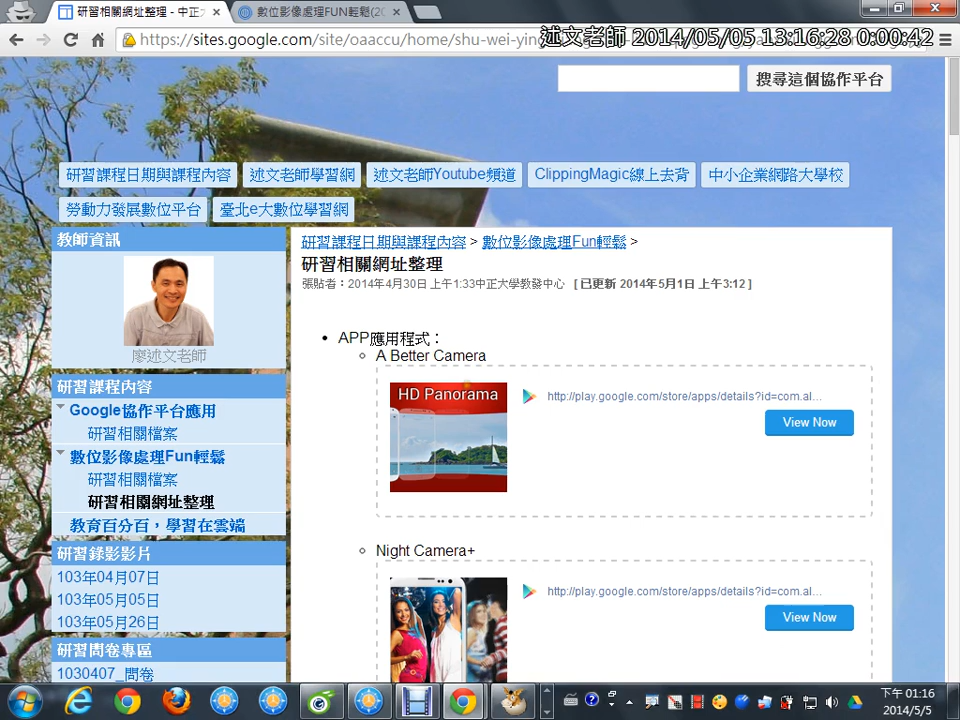 研習相關網址整理 - 中正大
數位影像處理FUN輕鬆(20
https://sites.google.com/site/oaaccu/home/shu-wei-yin
述文老師 2014/05/05 13:16:28 0:00:42
搜尋這個協作平台
研習課程日期與課程內容
述文老師學習網
述文老師Youtube頻道
ClippingMagic線上去背
中小企業網路大學校
勞動力發展數位平台
臺北e大數位學習網
教師資訊
廖述文老師
研習課程內容
Google協作平台應用
研習相關檔案
數位影像處理Fun輕鬆
研習相關檔案
研習相關網址整理
教育百分百，學習在雲端
研習錄影影片
103年04月07日
103年05月05日
103年05月26日
研習問卷專區
1030407_問卷
研習課程日期與課程內容 > 數位影像處理Fun輕鬆 >
研習相關網址整理
張貼者：2014年4月30日 上午1:33中正大學教發中心 [ 已更新 2014年5月1日 上午3:12 ]
APP應用程式：
A Better Camera
HD Panorama
http://play.google.com/store/apps/details?id=com.al...
View Now
Night Camera+
http://play.google.com/store/apps/details?id=com.al...
View Now
下午 01:16
2014/5/5